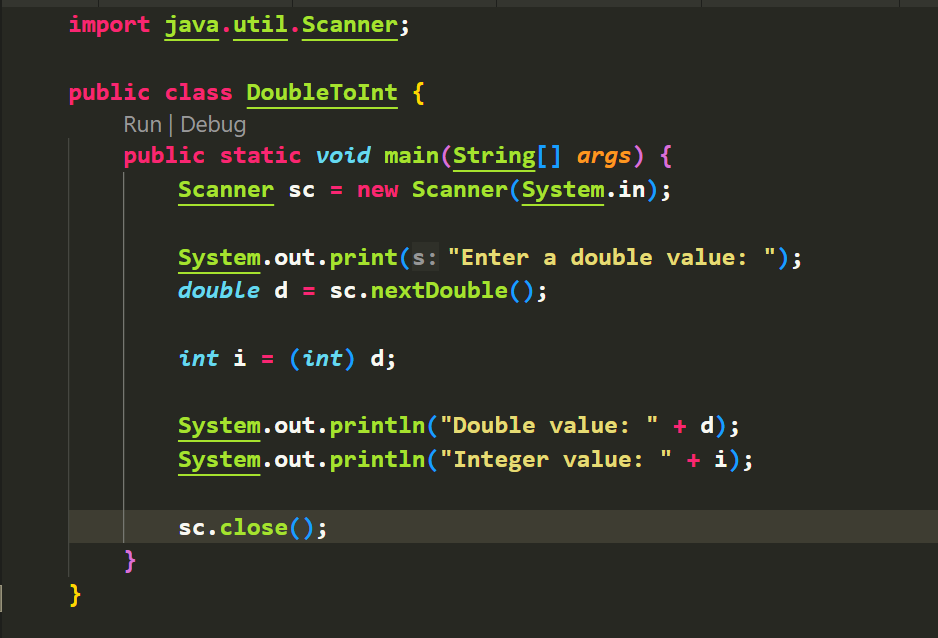 import java.util.Scanner;
public class DoubleToInt {
Run | Debug
public static void main(String[] args) {
Scanner sc = new Scanner(System.in);
System.out.print(s: "Enter a double value: ");
double d = sc.nextDouble();
int i = (int) d;
System.out.println("Double value: " + d);
System.out.println("Integer value: " + i);
sc.close();
}
}